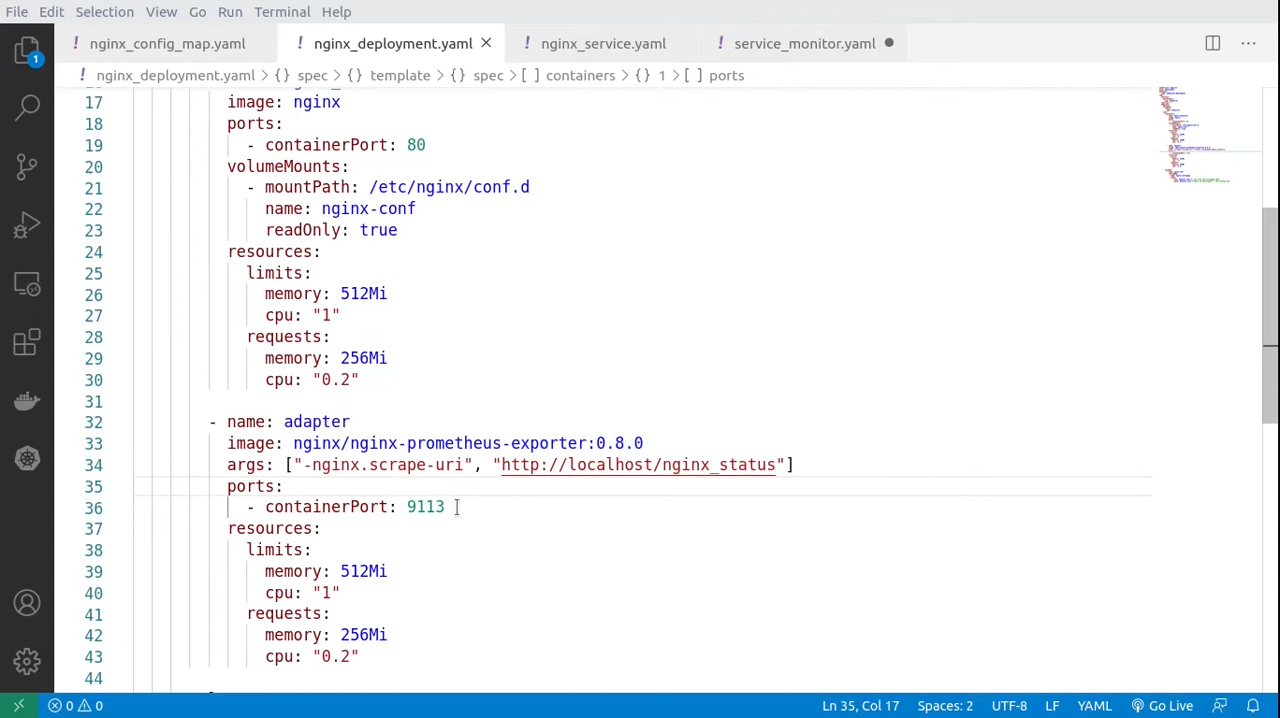 File Edit Selection View Go Run Terminal Help
! nginx_config_map.yaml ! nginx_deployment.yaml × ! nginx_service.yaml ! service_monitor.yaml ●
! nginx_deployment.yaml > {} spec > {} template > {} spec > [ ] containers > {} 1 > [ ] ports
1
17 image: nginx
18 ports:
19 - containerPort: 80
20 volumeMounts:
21 - mountPath: /etc/nginx/conf.d
22 name: nginx-conf
23 readOnly: true
24 resources:
25 limits:
26 memory: 512Mi
27 cpu: "1"
28 requests:
29 memory: 256Mi
30 cpu: "0.2"
31
32 - name: adapter
33 image: nginx/nginx-prometheus-exporter:0.8.0
34 args: ["-nginx.scrape-uri", "http://localhost/nginx_status"]
35 ports:
36 - containerPort: 9113
37 resources:
38 limits:
39 memory: 512Mi
40 cpu: "1"
41 requests:
42 memory: 256Mi
43 cpu: "0.2"
44
0 0 Ln 35, Col 17 Spaces: 2 UTF-8 LF YAML Go Live